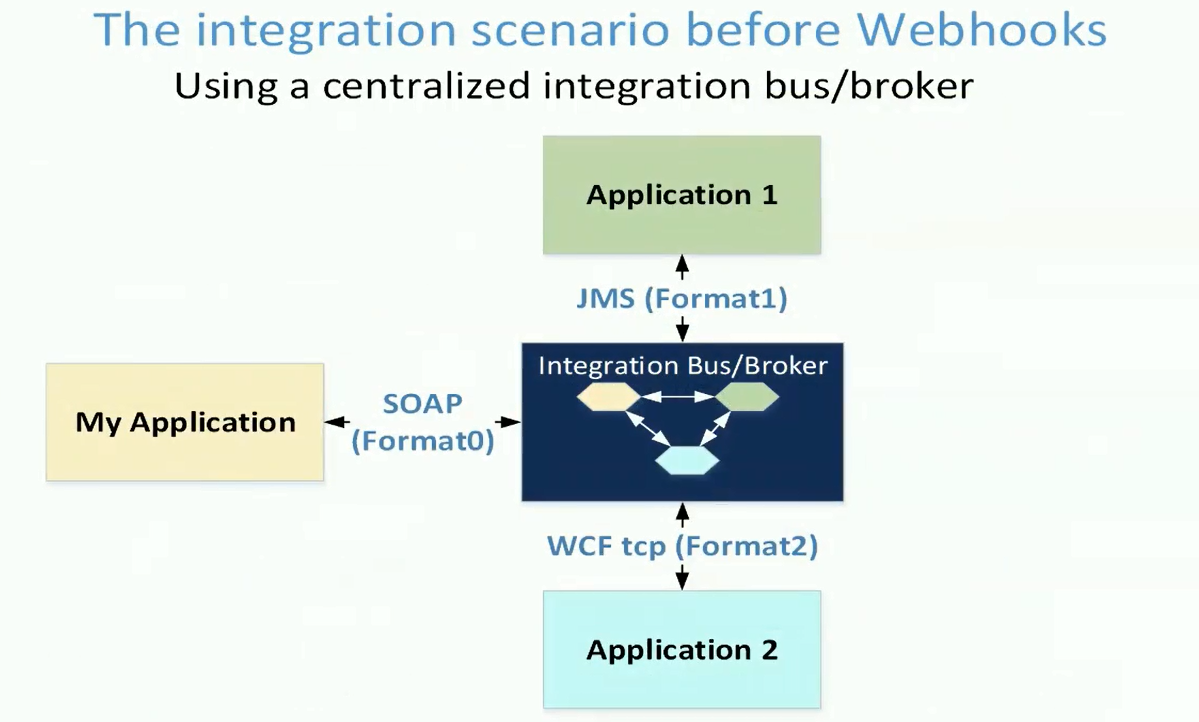 The integration scenario before Webhooks
Using a centralized integration bus/broker
Application 1
JMS (Format1)
Integration Bus/Broker
My Application
SOAP
(Format0)
WCF tcp (Format2)
Application 2